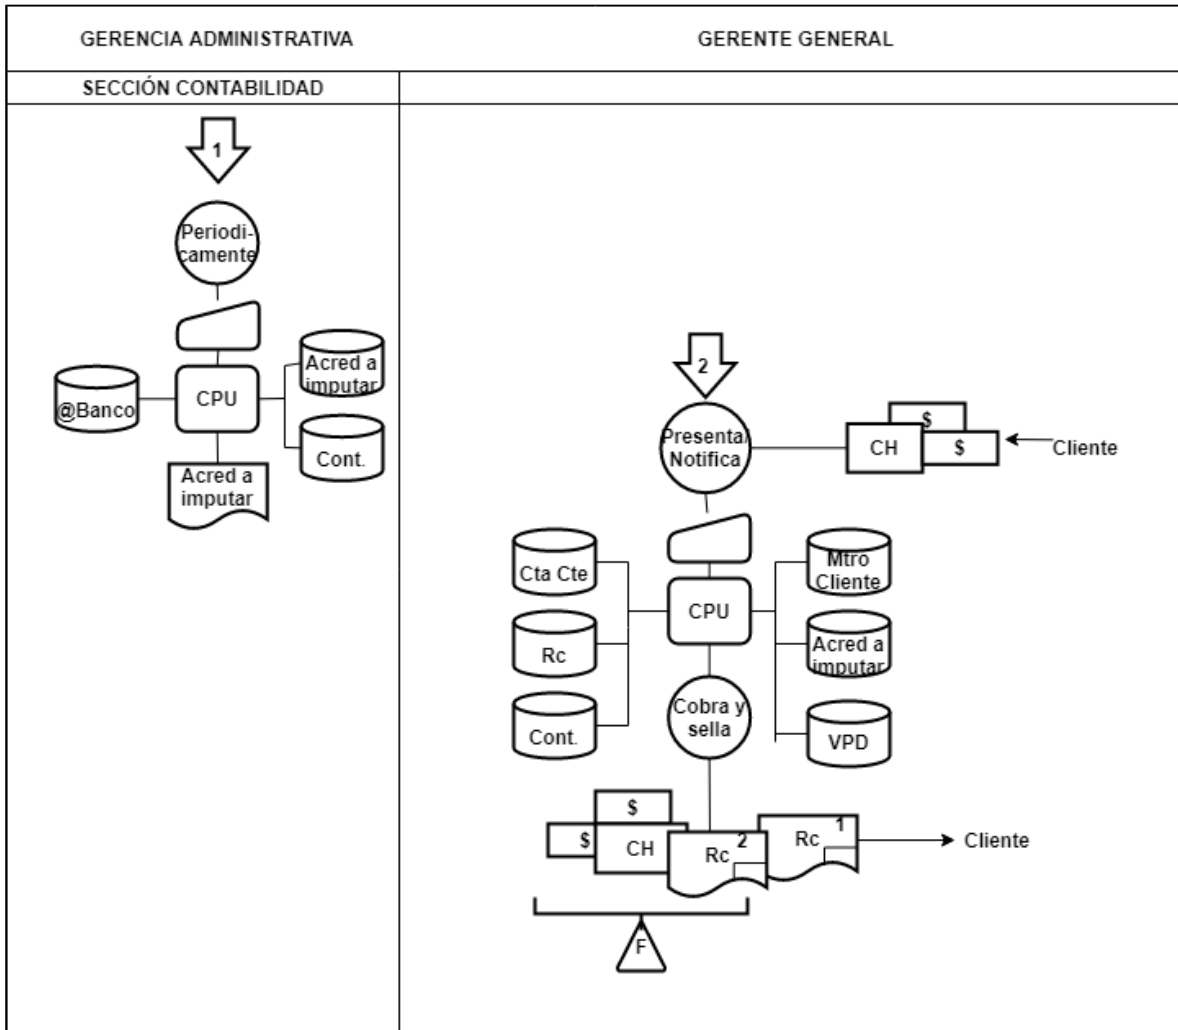 GERENCIA ADMINISTRATIVA
GERENTE GENERAL
SECCIÓN CONTABILIDAD
1
Periodi-
camente
@Banco
CPU
Acred a
imputar
Cont.
Acred a
imputar
2
Presenta/
Notifica
CH
$
$
Cliente
Cta Cte
Rc
Cont.
CPU
Mtro
Cliente
Acred a
imputar
VPD
Cobra y
sella
$
$
CH
Rc
2
Rc
1
Cliente
F